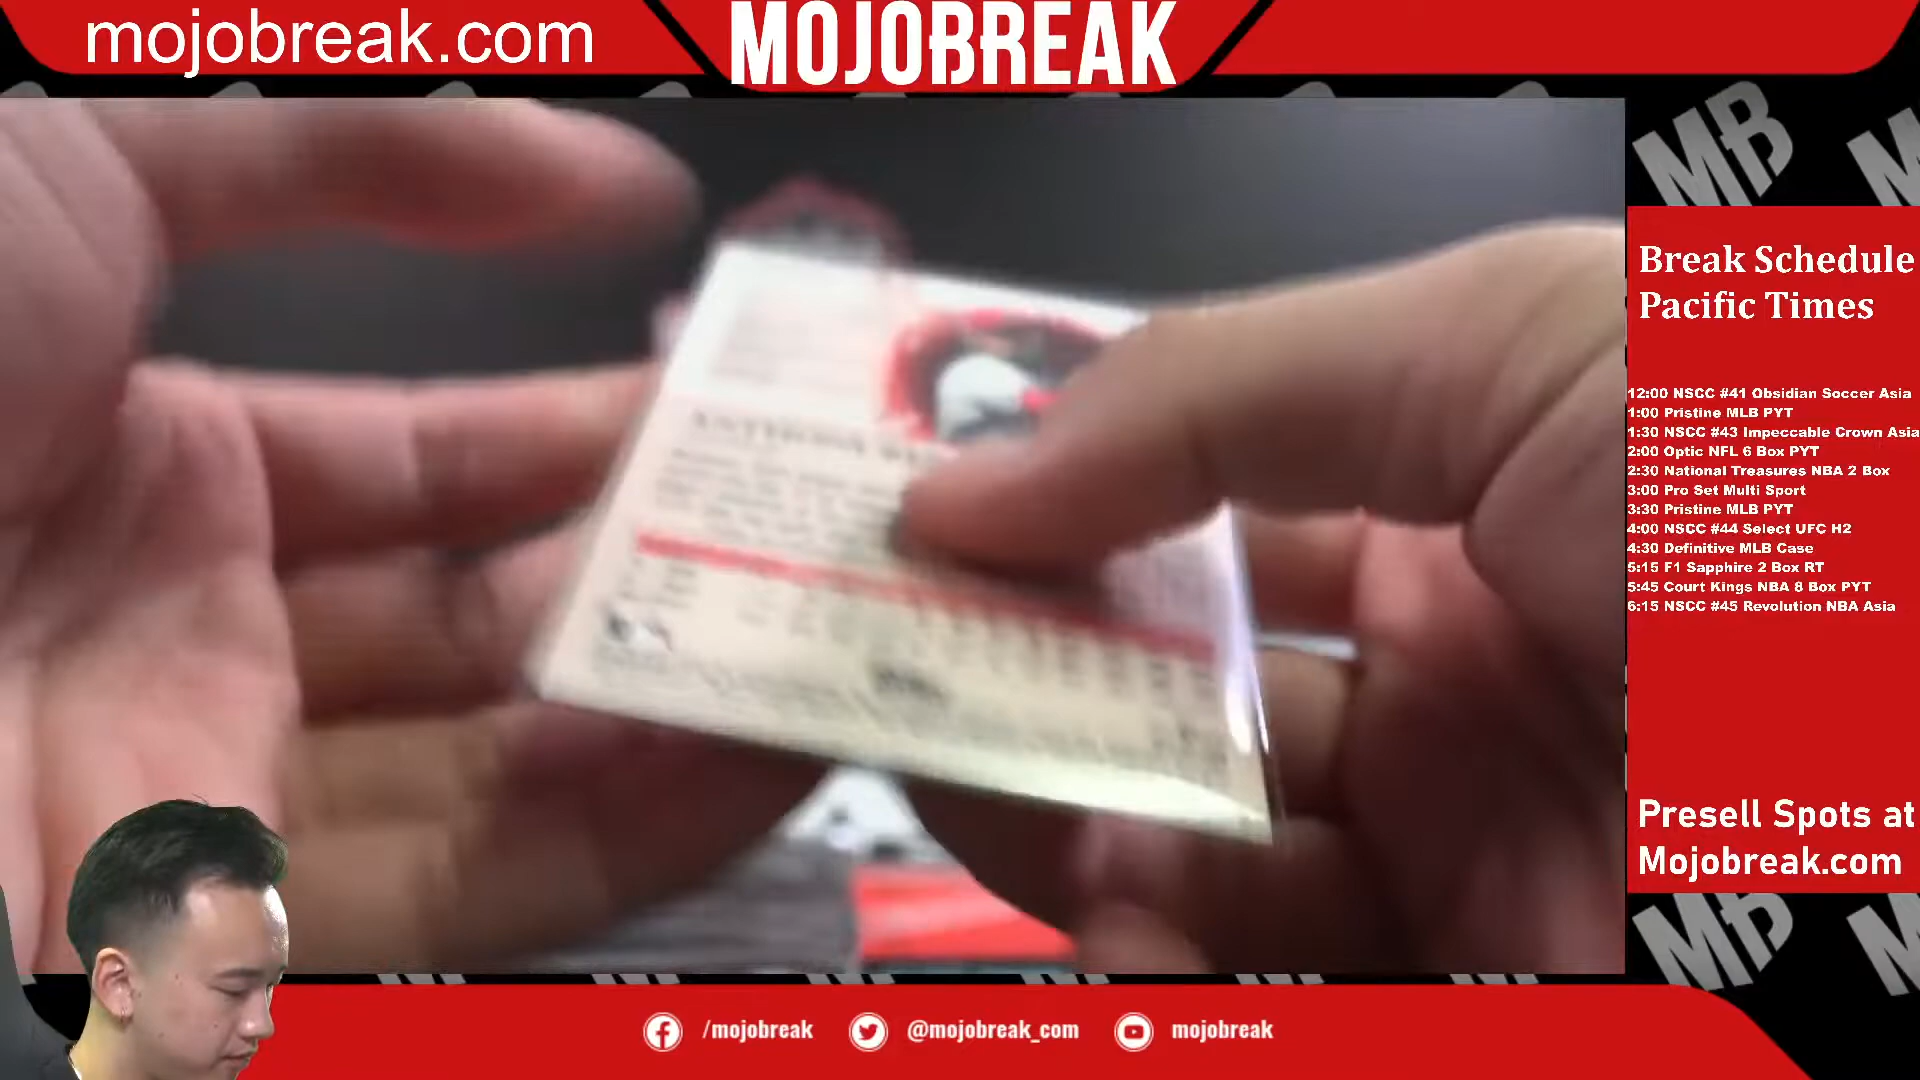 mojobreak.com
MOJOBREAK
MB
Break Schedule
Pacific Times
12:00 NSCC #41 Obsidian Soccer Asia
1:00 Pristine MLB PYT
1:30 NSCC #43 Impeccable Crown Asia
2:00 Optic NFL 6 Box PYT
2:30 National Treasures NBA 2 Box
3:00 Pro Set Multi Sport
3:30 Pristine MLB PYT
4:00 NSCC #44 Select UFC H2
4:30 Definitive MLB Case
5:15 F1 Sapphire 2 Box RT
5:45 Court Kings NBA 8 Box PYT
6:15 NSCC #45 Revolution NBA Asia
Presell Spots at
Mojobreak.com
MB
/mojobreak
@mojobreak_com
mojobreak